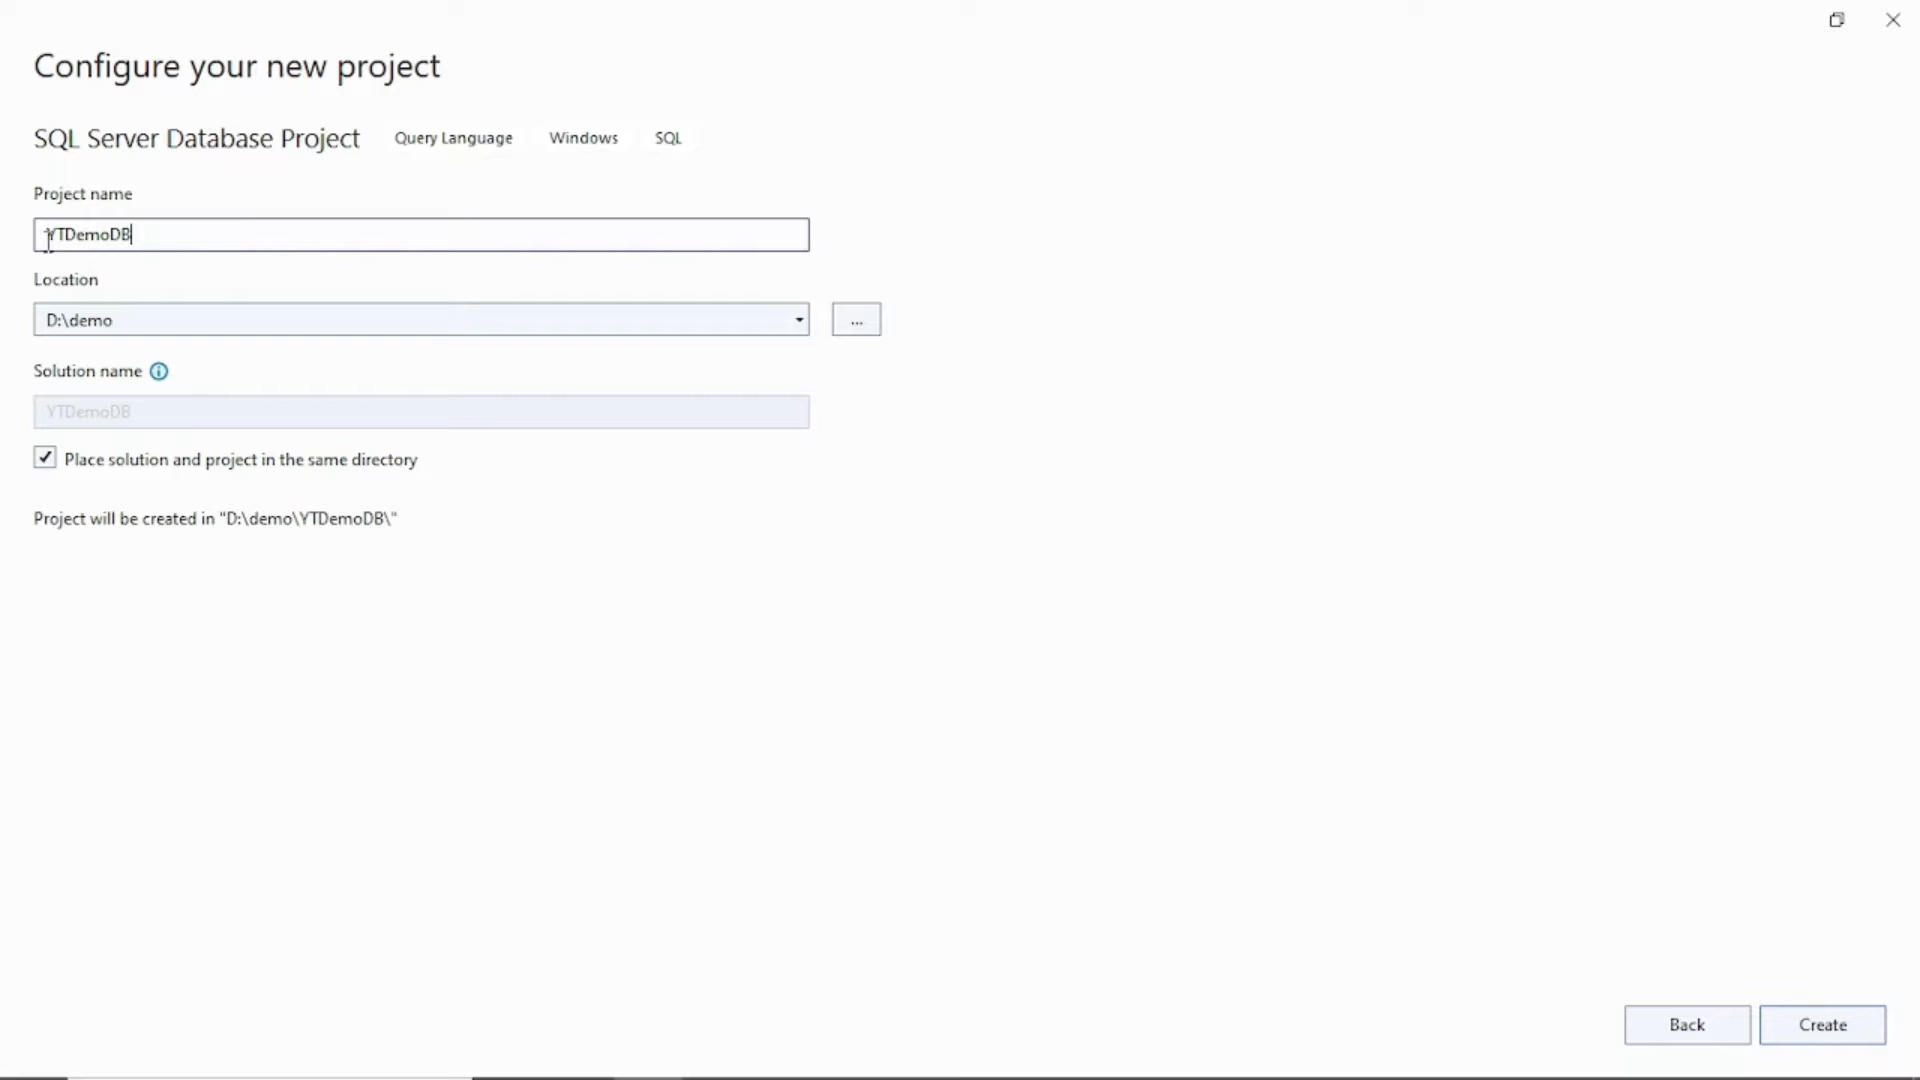 Configure your new project
SQL Server Database Project Query Language Windows SQL
Project name
YTDemoDB
Location
D:\demo
...
Solution name
YTDemoDB
Place solution and project in the same directory
Project will be created in "D:\demo\YTDemoDB\"
Back Create